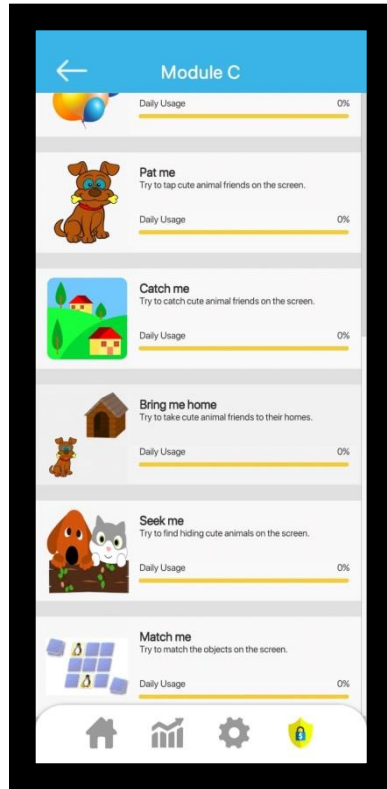 Module C
Daily Usage 0%
Pat me
Try to tap cute animal friends on the screen.
Daily Usage 0%
Catch me
Try to catch cute animal friends on the screen.
Daily Usage 0%
Bring me home
Try to take cute animal friends to their homes.
Daily Usage 0%
Seek me
Try to find hiding cute animals on the screen.
Daily Usage 0%
Match me
Try to match the objects on the screen.
Daily Usage 0%